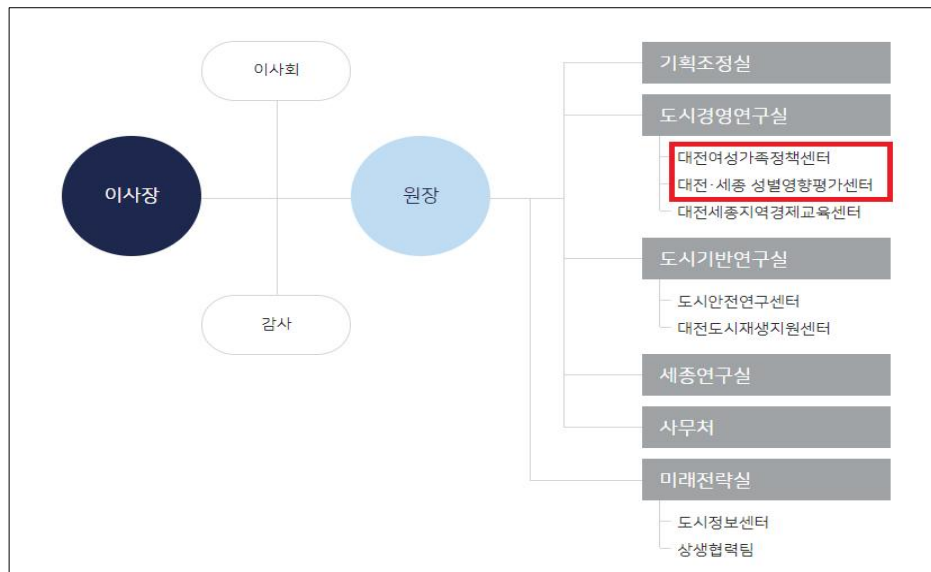 이사회
이사장
원장
감사
기획조정실
도시경영연구실
대전여성가족정책센터
대전·세종 성별영향평가센터
대전세종지역경제교육센터
도시기반연구실
도시안전연구센터
대전도시재생지원센터
세종연구실
사무처
미래전략실
도시정보센터
상생협력팀